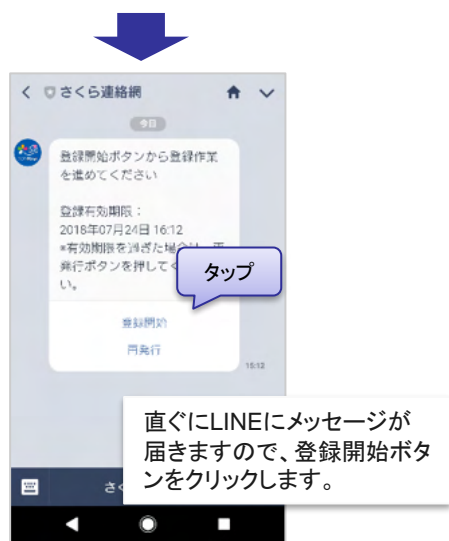 さくら連絡網
今日
登録開始ボタンから登録作業
を進めてください
登録有効期限：
2018年07月24日 16:12
*有効期限を過ぎた場合は、再
発行ボタンを押してく
い。
タップ
登録開始
再発行
15:12
直ぐにLINEにメッセージが
届きますので、登録開始ボタ
ンをクリックします。
さく